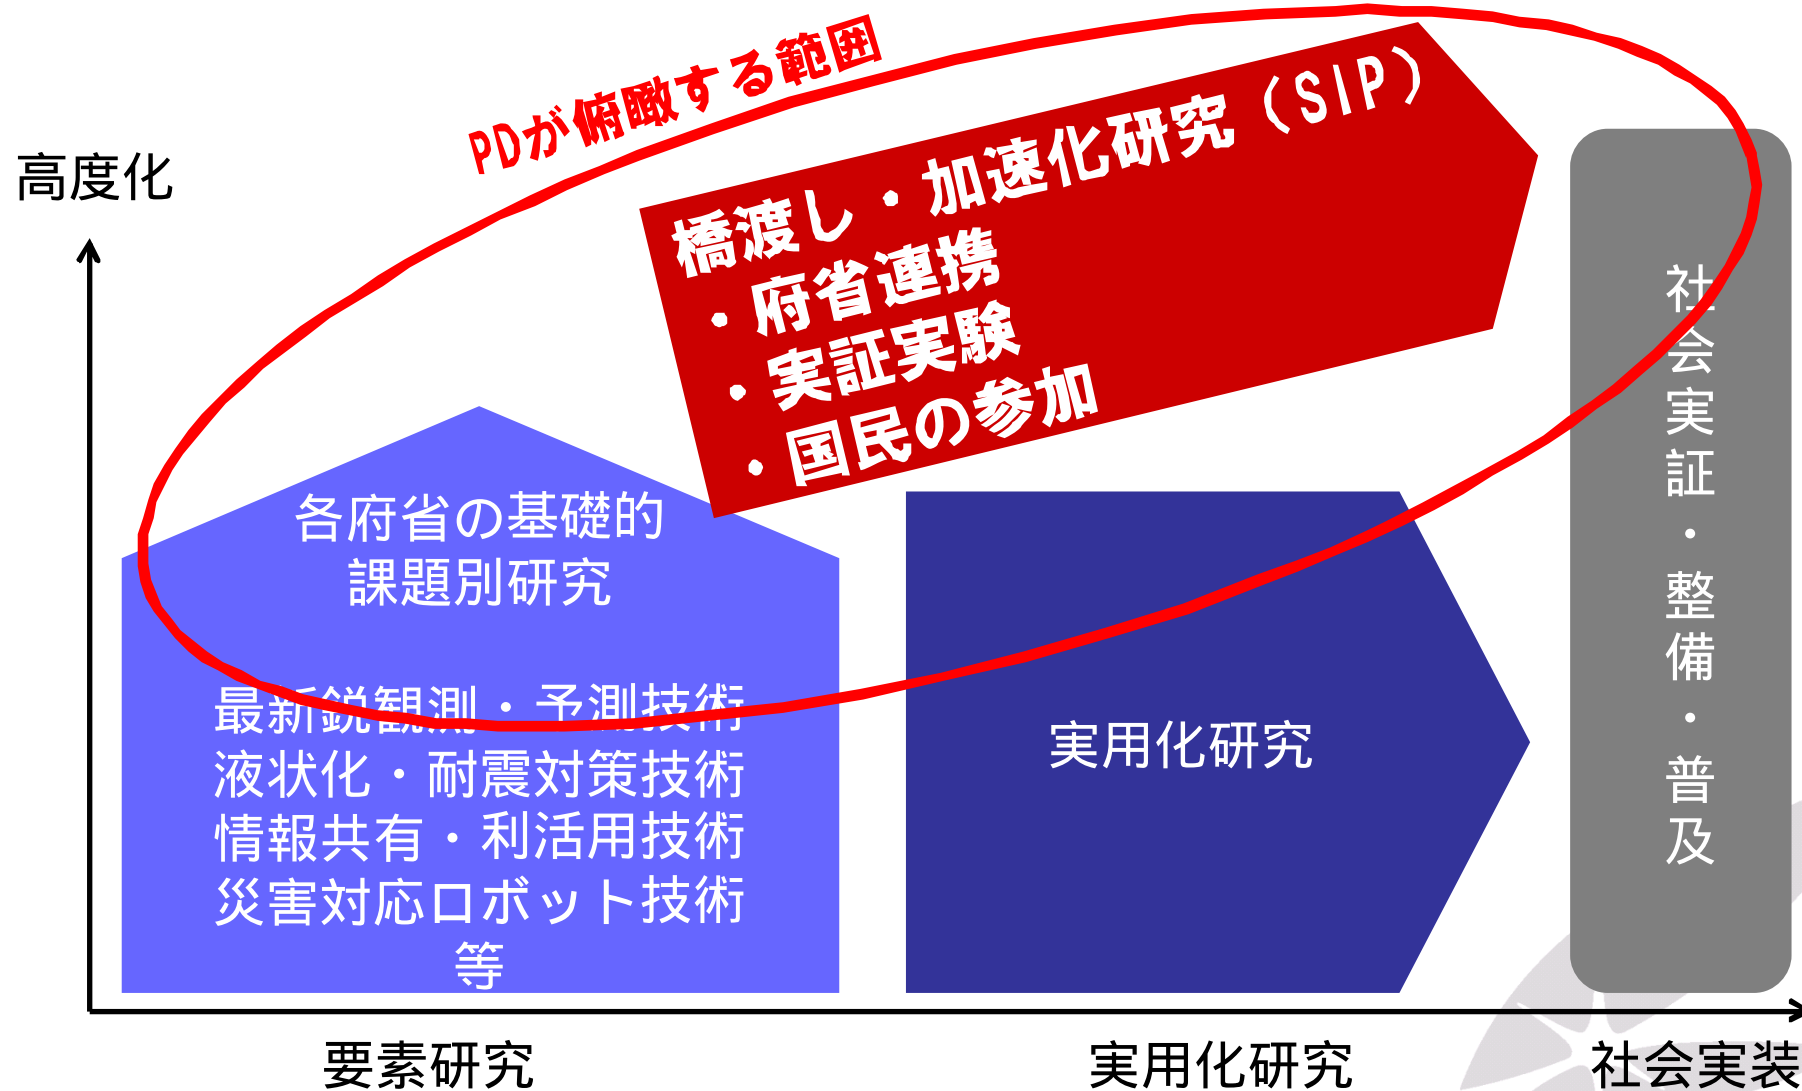 PDが俯瞰する範囲
高度化
橋渡し・加速化研究（SIP）
・府省連携
・実証実験
・国民の参加
各府省の基礎的
課題別研究
最新鋭観測・予測技術
液状化・耐震対策技術
情報共有・利活用技術
災害対応ロボット技術
等
実用化研究
社会実証・整備・普及
要素研究
実用化研究
社会実装